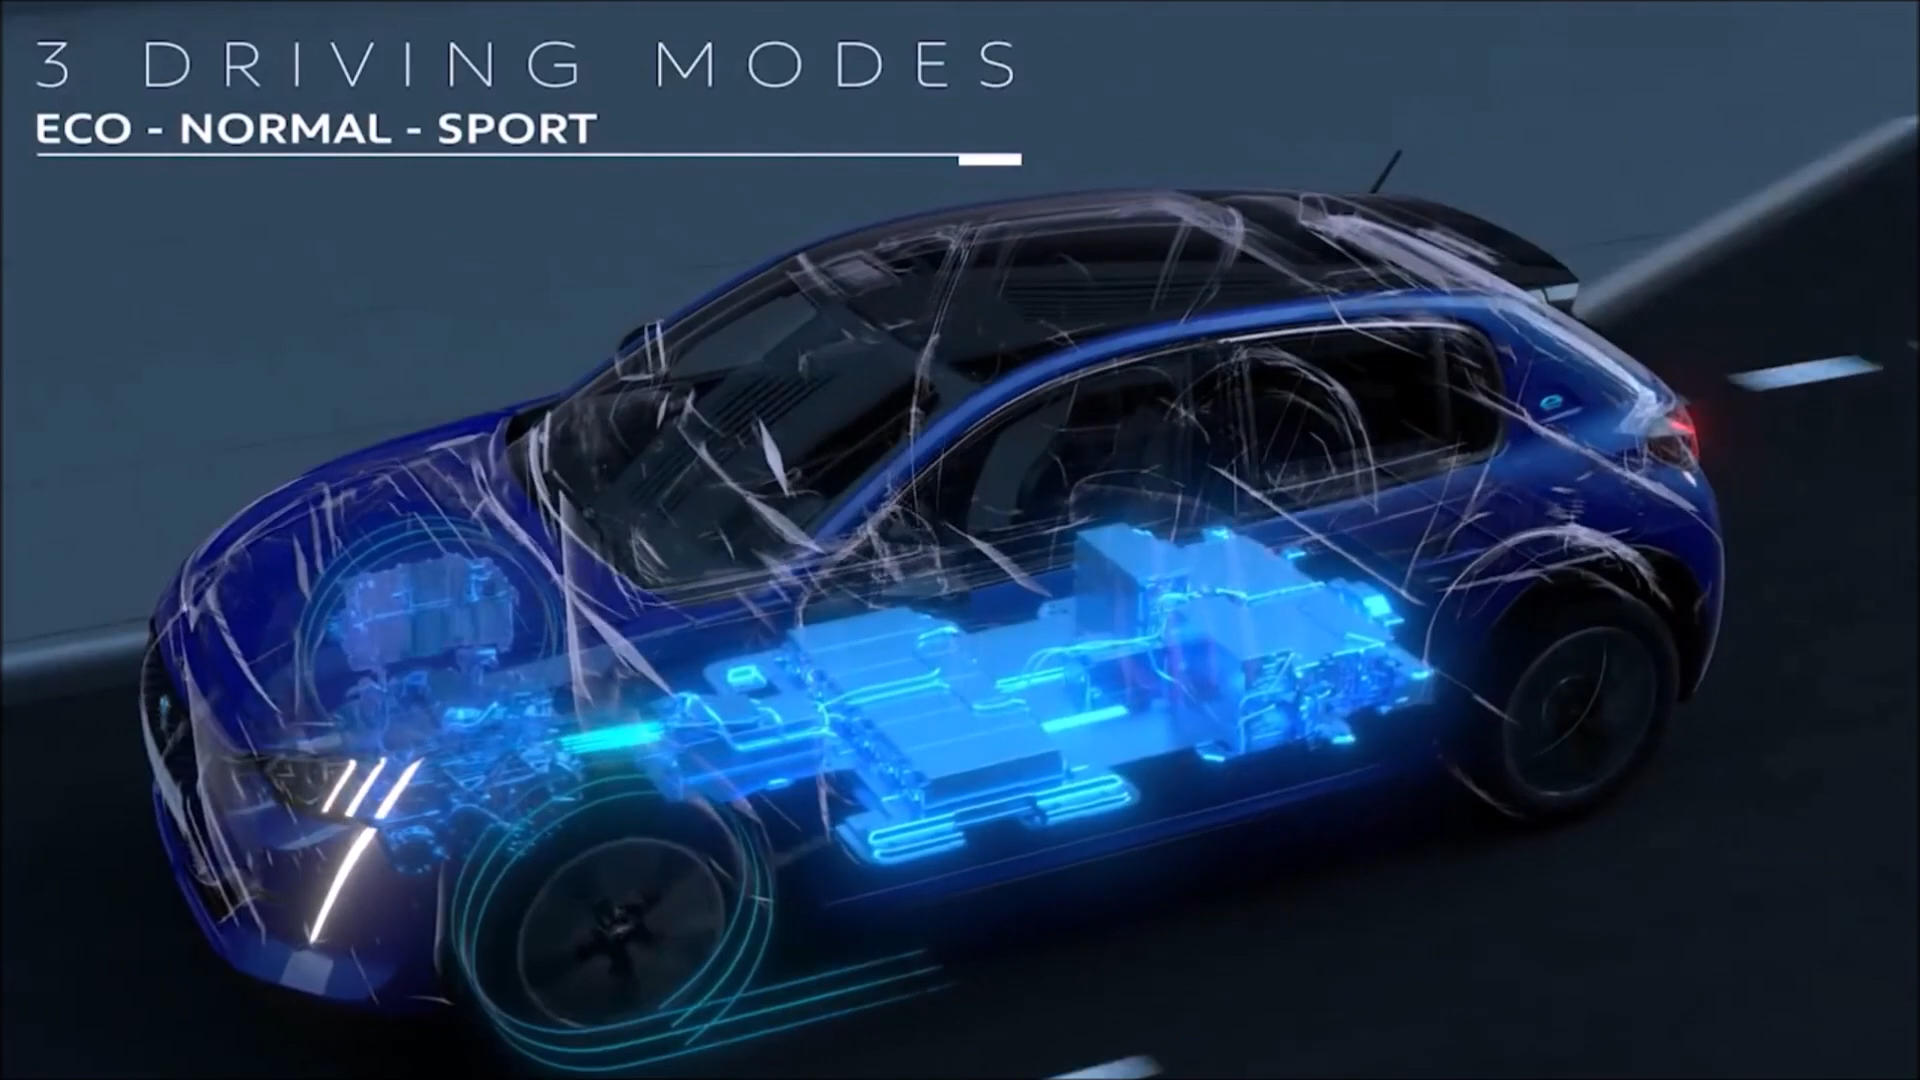 3 DRIVING MODES
ECO - NORMAL - SPORT
e